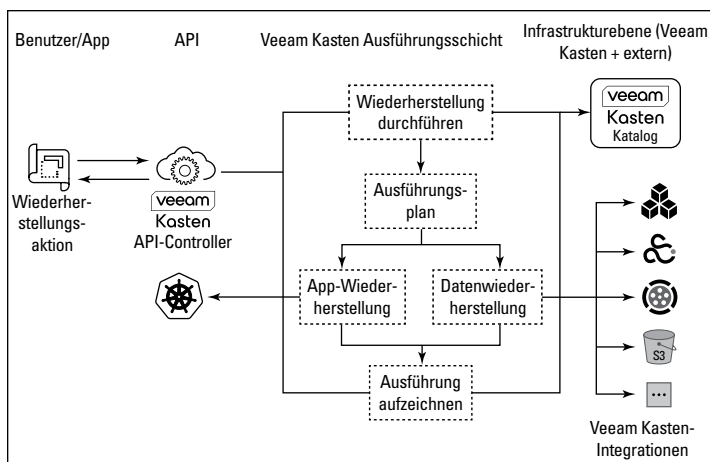 Benutzer/App
API
Veeam Kasten Ausführungsschicht
Infrastrukturebene (Veeam
Kasten + extern)
Wiederherstellung
durchführen
veeam
Kasten
Katalog
Wiederher-
stellungs-
aktion
veeam
Kasten
API-Controller
Ausführungs-
plan
App-Wieder-
herstellung
Datenwieder-
herstellung
S3
Ausführung
aufzeichnen
Veeam Kasten-
Integrationen